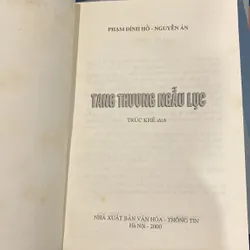 PHẠM ĐÌNH HỔ - NGUYỄN ÁN
TANG THƯƠNG NGẪU LỤC
TRÚC KHÊ dịch
NHÀ XUẤT BẢN VĂN HÓA - THÔNG TIN
Hà Nội - 2000